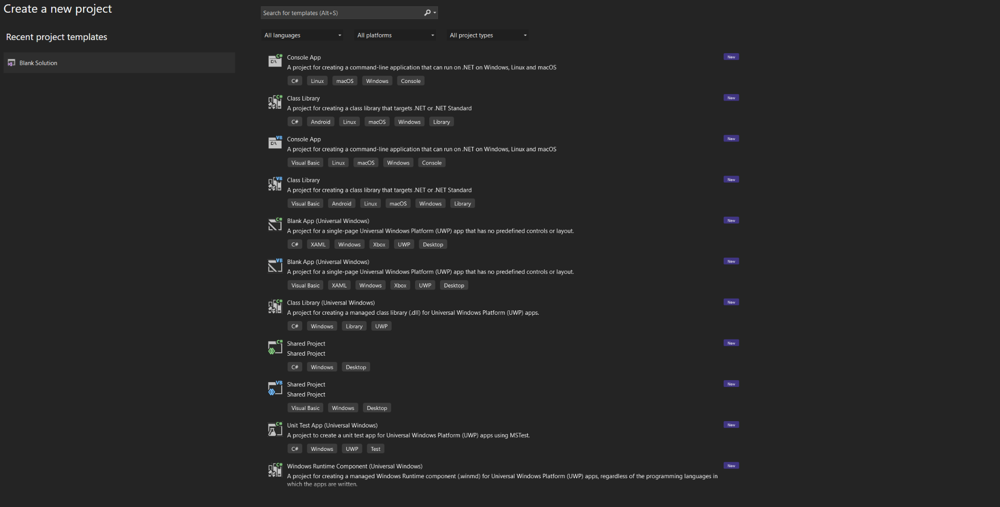 Create a new project
Recent project templates
Blank Solution
Search for templates (Alt+S)
All languages
All platforms
All project types
C#
Console App
New
A project for creating a command-line application that can run on .NET on Windows, Linux and macOS
C# Linux macOS Windows Console
C#
Class Library
New
A project for creating a class library that targets .NET or .NET Standard
C# Android Linux macOS Windows Library
VB
Console App
New
A project for creating a command-line application that can run on .NET on Windows, Linux and macOS
Visual Basic Linux macOS Windows Console
VB
Class Library
New
A project for creating a class library that targets .NET or .NET Standard
Visual Basic Android Linux macOS Windows Library
C#
Blank App (Universal Windows)
New
A project for a single-page Universal Windows Platform (UWP) app that has no predefined controls or layout.
C# XAML Windows Xbox UWP Desktop
VB
Blank App (Universal Windows)
New
A project for a single-page Universal Windows Platform (UWP) app that has no predefined controls or layout.
Visual Basic XAML Windows Xbox UWP Desktop
C#
Class Library (Universal Windows)
New
A project for creating a managed class library (.dll) for Universal Windows Platform (UWP) apps.
C# Windows Library UWP
C#
Shared Project
New
Shared Project
C# Windows Desktop
VB
Shared Project
New
Shared Project
Visual Basic Windows Desktop
C#
Unit Test App (Universal Windows)
New
A project to create a unit test app for Universal Windows Platform (UWP) apps using MSTest.
C# Windows UWP Test
C#
Windows Runtime Component (Universal Windows)
New
A project for creating a managed Windows Runtime component (.winmd) for Universal Windows Platform (UWP) apps, regardless of the programming languages in
which the apps are written.